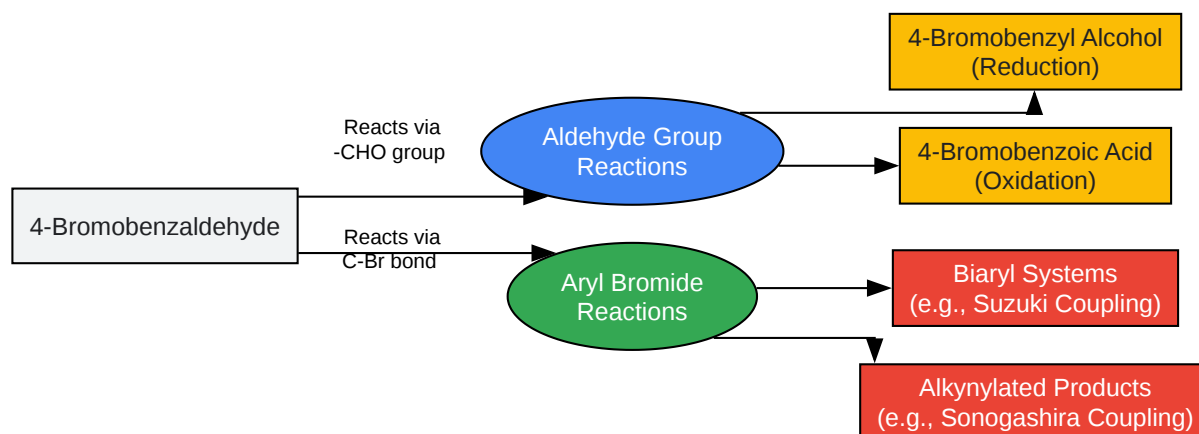 4-Bromobenzyl Alcohol
(Reduction)
Reacts via
-CHO group
Aldehyde Group
Reactions
4-Bromobenzoic Acid
(Oxidation)
4-Bromobenzaldehyde
Reacts via
C-Br bond
Aryl Bromide
Reactions
Biaryl Systems
(e.g., Suzuki Coupling)
Alkynylated Products
(e.g., Sonogashira Coupling)